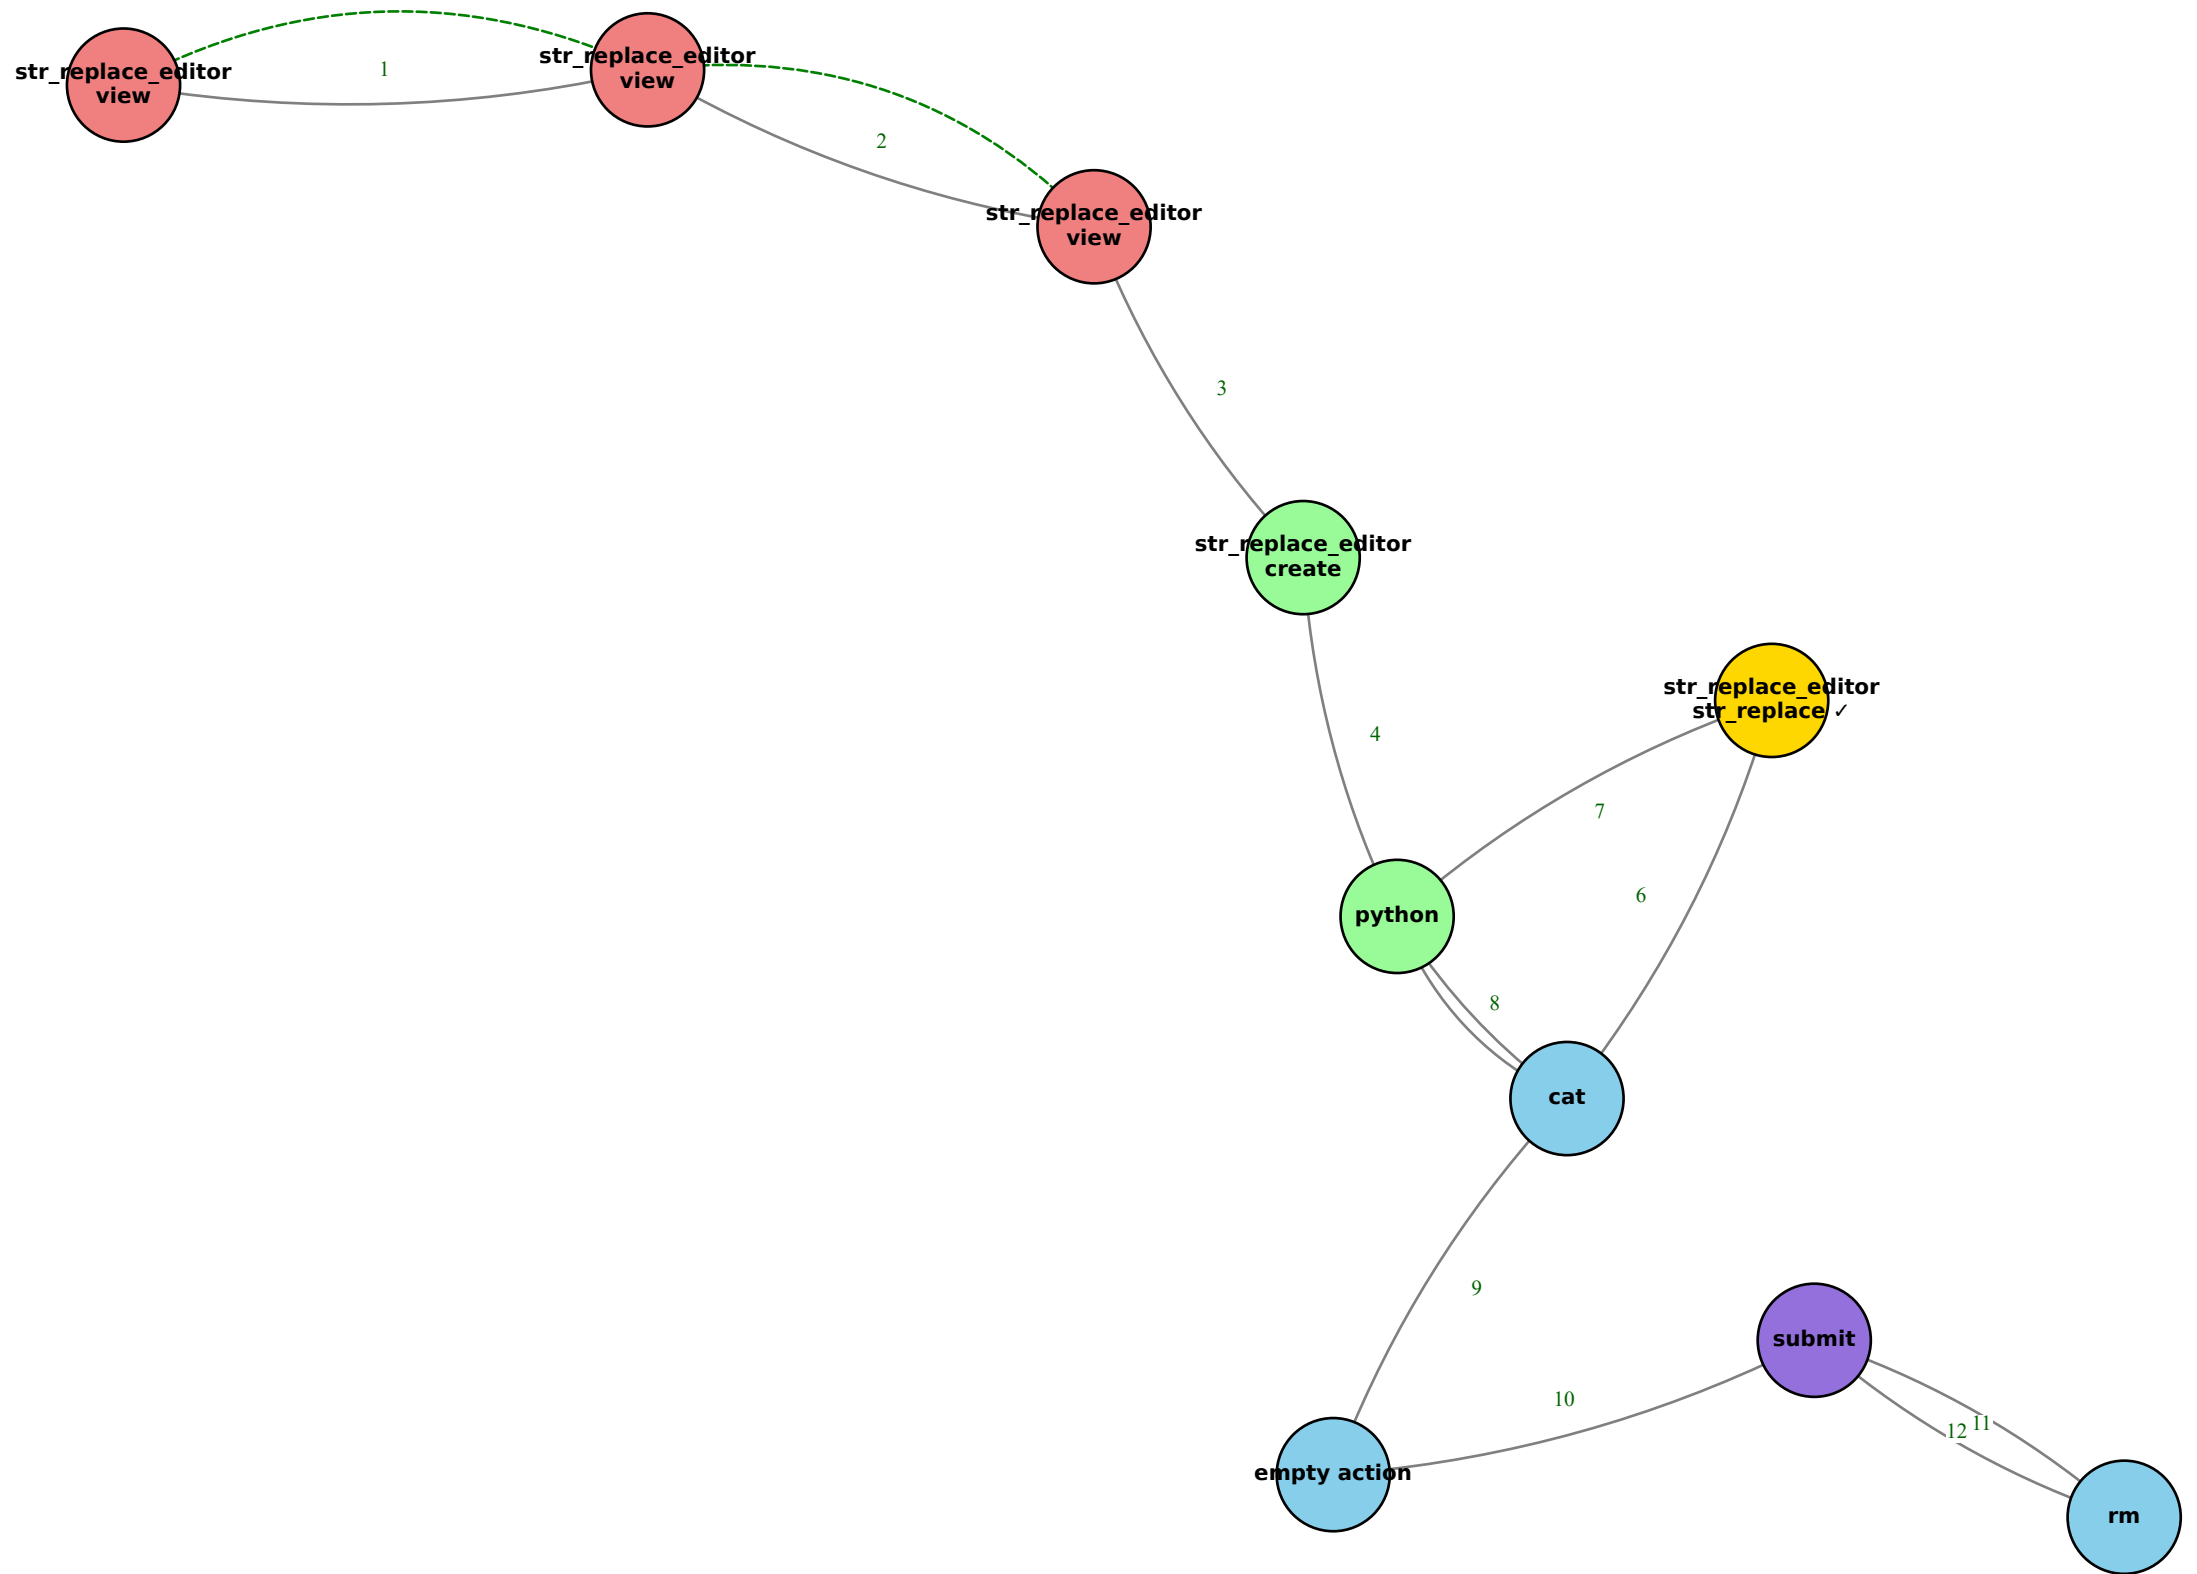 1
str_replace_editor
view
str_replace_editor
view
2
str_replace_editor
view
3
str_replace_editor
create
4
str_replace_editor
str_replace ✓
7
6
python
8
cat
9
submit
10
11
12
empty action
rm